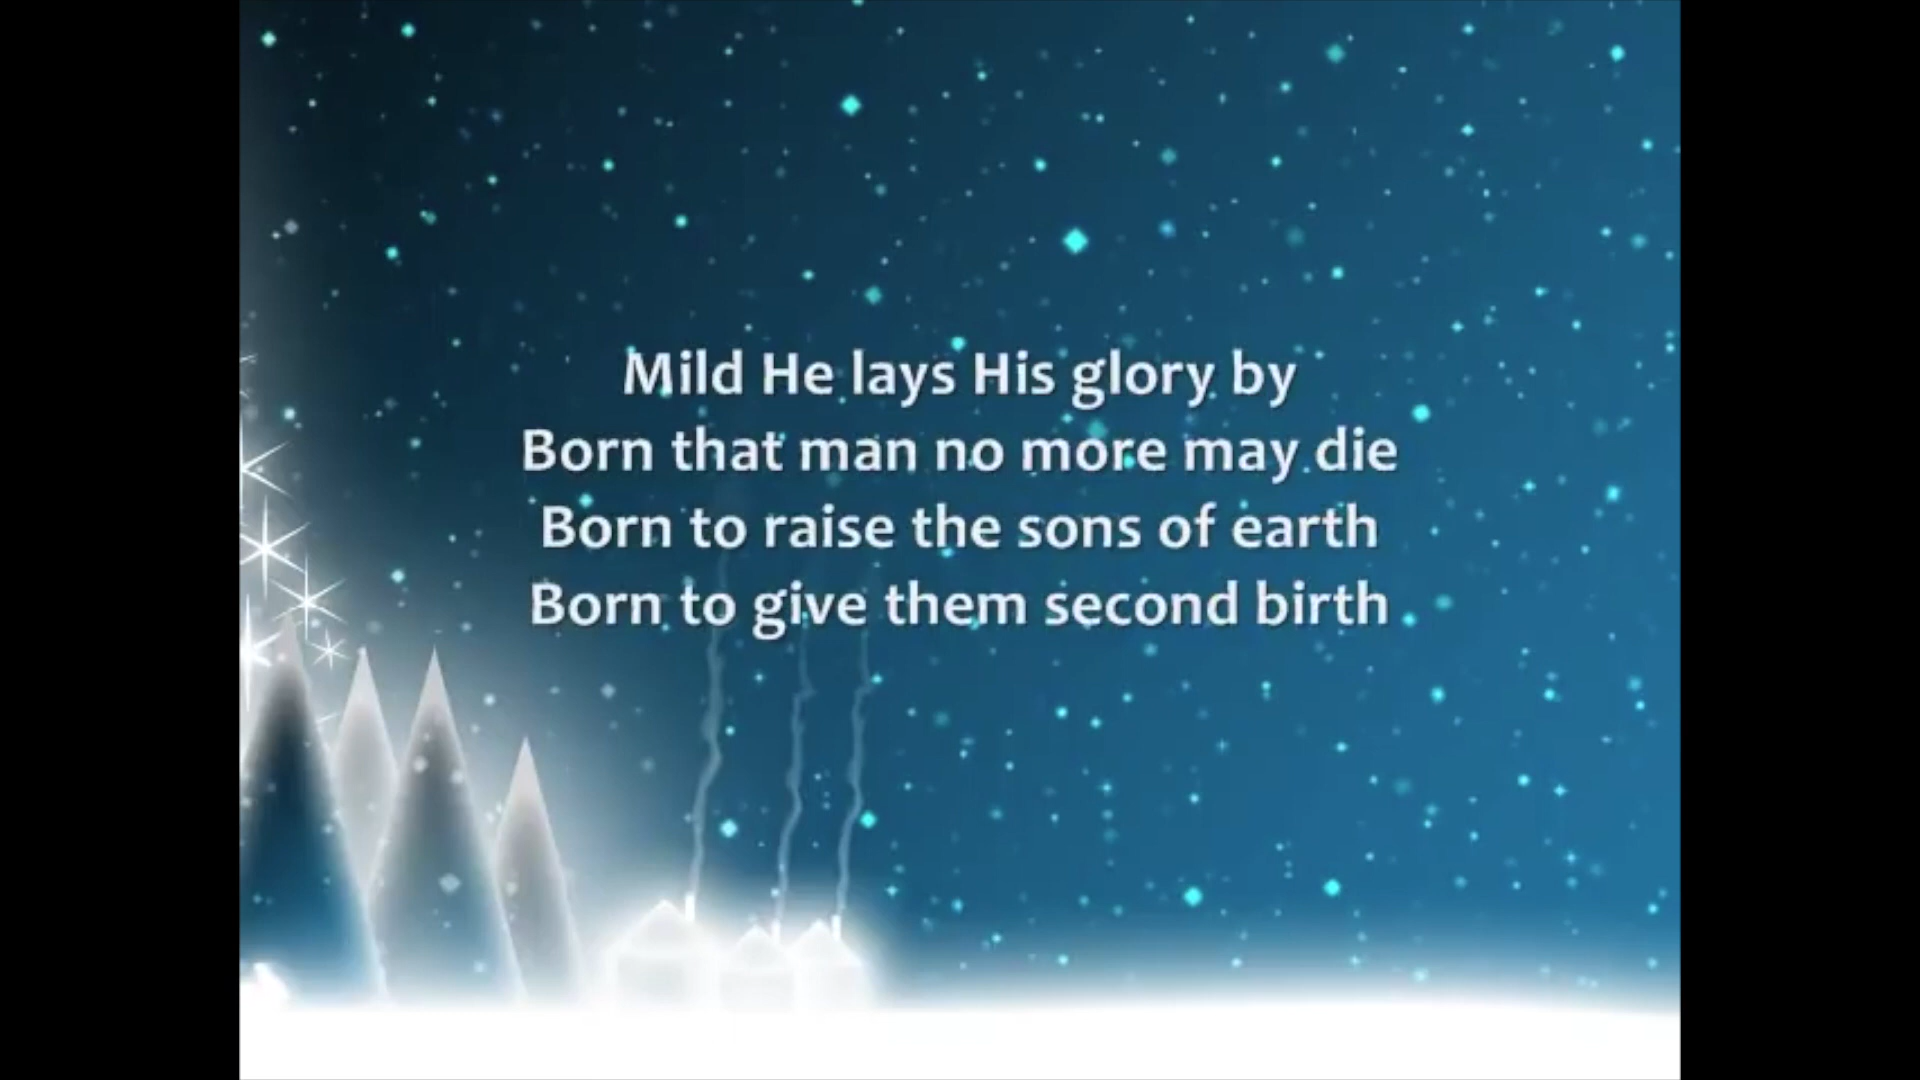 Mild He lays His glory by
Born that man no more may die
Born to raise the sons of earth
Born to give them second birth